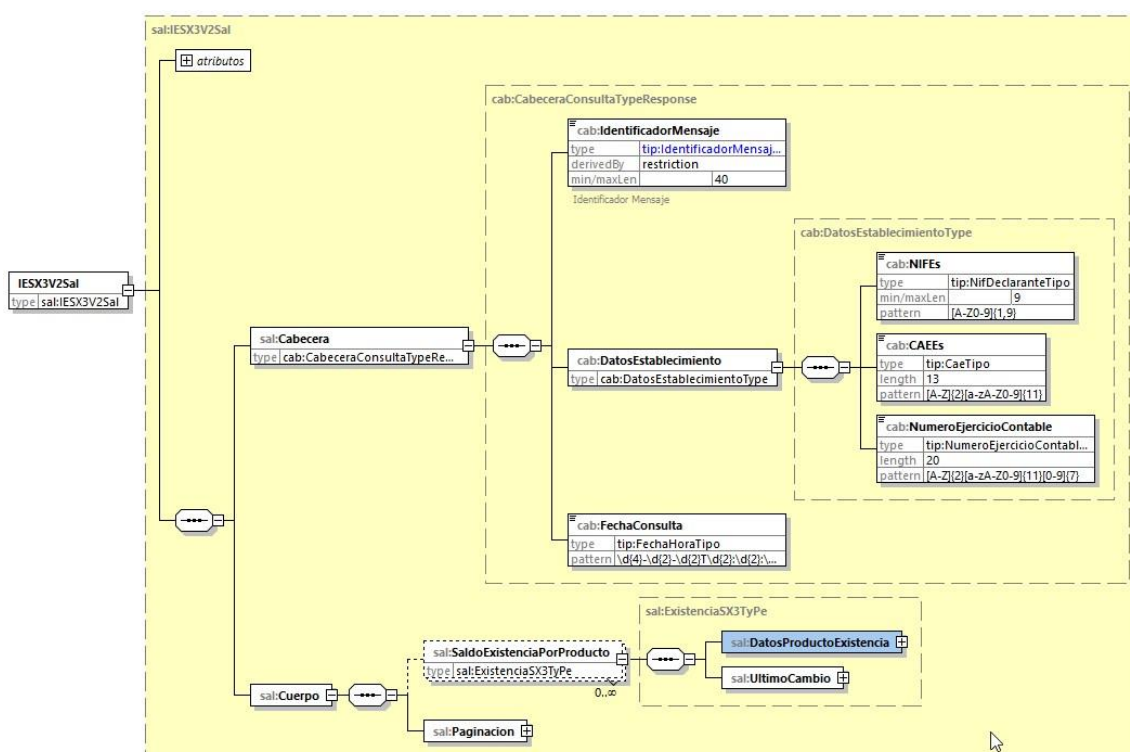 sal:IESX3V2Sal
atributos
cab:CabeceraConsultaTypeResponse
cab:IdentificadorMensaje
type tip:IdentificadorMensaj...
derivedBy restriction
min/maxLen 40
Identificador Mensaje
cab:DatosEstablecimientoType
cab:NIFEs
type tip:NifDeclaranteTipo
min/maxLen 9
pattern [A-Z0-9]{1,9}
IESX3V2Sal
type sal:IESX3V2Sal
sal:Cabecera
type cab:CabeceraConsultaTypeRe...
cab:DatosEstablecimiento
type cab:DatosEstablecimientoType
cab:CAEEs
type tip:CaeTipo
length 13
pattern [A-Z]{2}[a-zA-Z0-9]{11}
cab:NumeroEjercicioContable
type tip:NumeroEjercicioContabl...
length 20
pattern [A-Z]{2}[a-zA-Z0-9]{11}[0-9]{7}
cab:FechaConsulta
type tip:FechaHoraTipo
pattern \d{4}-\d{2}-\d{2}T\d{2}:\d{2}:\...
sal:ExistenciaSX3TyPe
sal:SaldoExistenciaPorProducto
type sal:ExistenciaSX3TyPe
0..∞
sal:DatosProductoExistencia
sal:UltimoCambio
sal:Cuerpo
sal:Paginacion